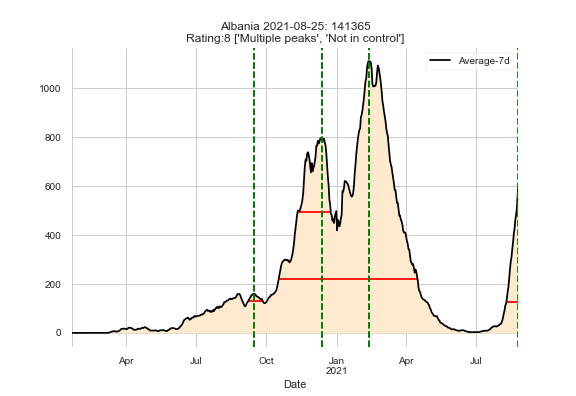 Albania 2021-08-25: 141365
Rating:8 ['Multiple peaks', 'Not in control']
Average-7d
1000
800
600
400
200
0
Apr Jul Oct Jan Apr Jul
2021
Date